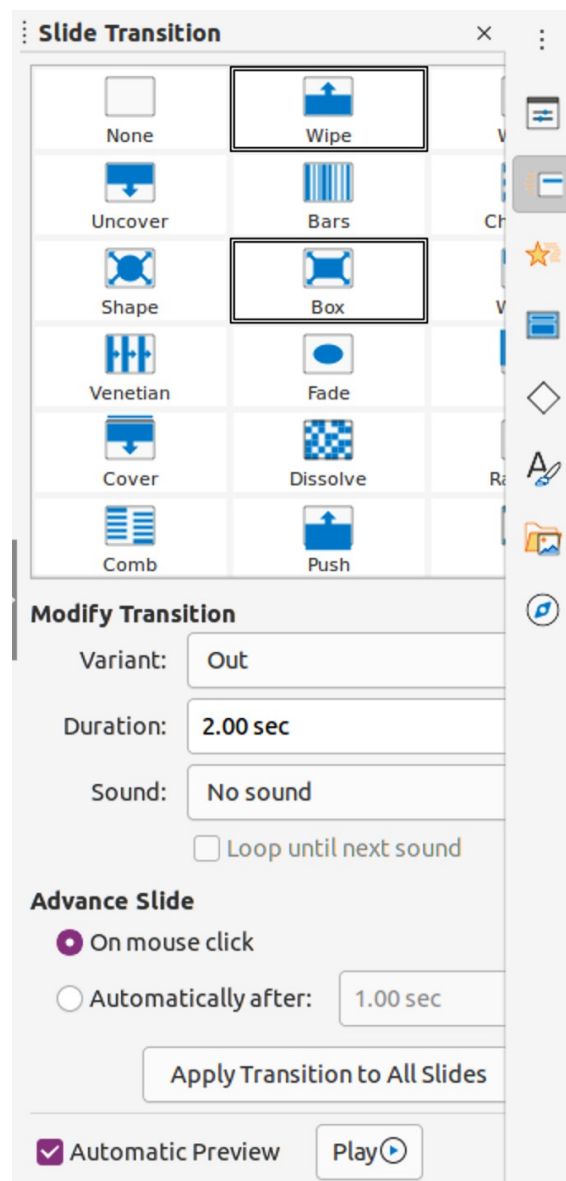 Slide Transition
None Wipe
Uncover Bars
Shape Box
Venetian Fade
Cover Dissolve
Comb Push
Modify Transition
Variant: Out
Duration: 2.00 sec
Sound: No sound
Loop until next sound
Advance Slide
On mouse click
Automatically after: 1.00 sec
Apply Transition to All Slides
Automatic Preview Play